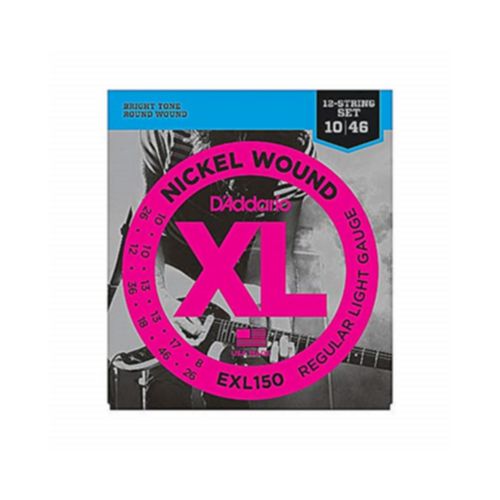 BRIGHT TONE
ROUND WOUND
12-STRING
SET
10|46
NICKEL WOUND
D'Addario
XL
10 10 13 13 17 8
26 12 36 18 46 26
EXL150
REGULAR LIGHT GAUGE